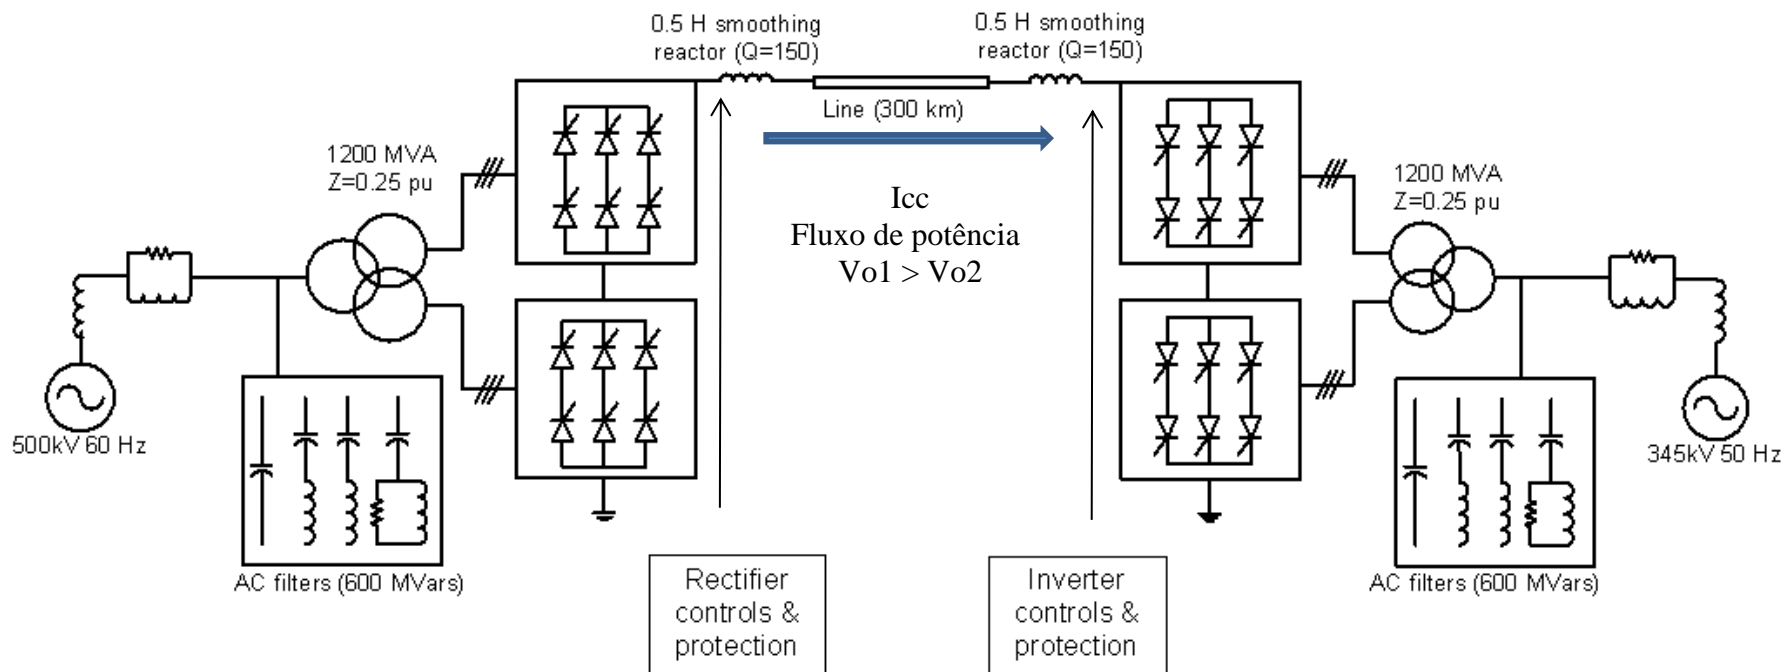 0.5 H smoothing
reactor (Q=150)
0.5 H smoothing
reactor (Q=150)
Line (300 km)
1200 MVA
Z=0.25 pu
Icc
Fluxo de potência
Vo1 > Vo2
1200 MVA
Z=0.25 pu
500kV 60 Hz
345kV 50 Hz
AC filters (600 MVars)
AC filters (600 MVars)
Rectifier
controls &
protection
Inverter
controls &
protection